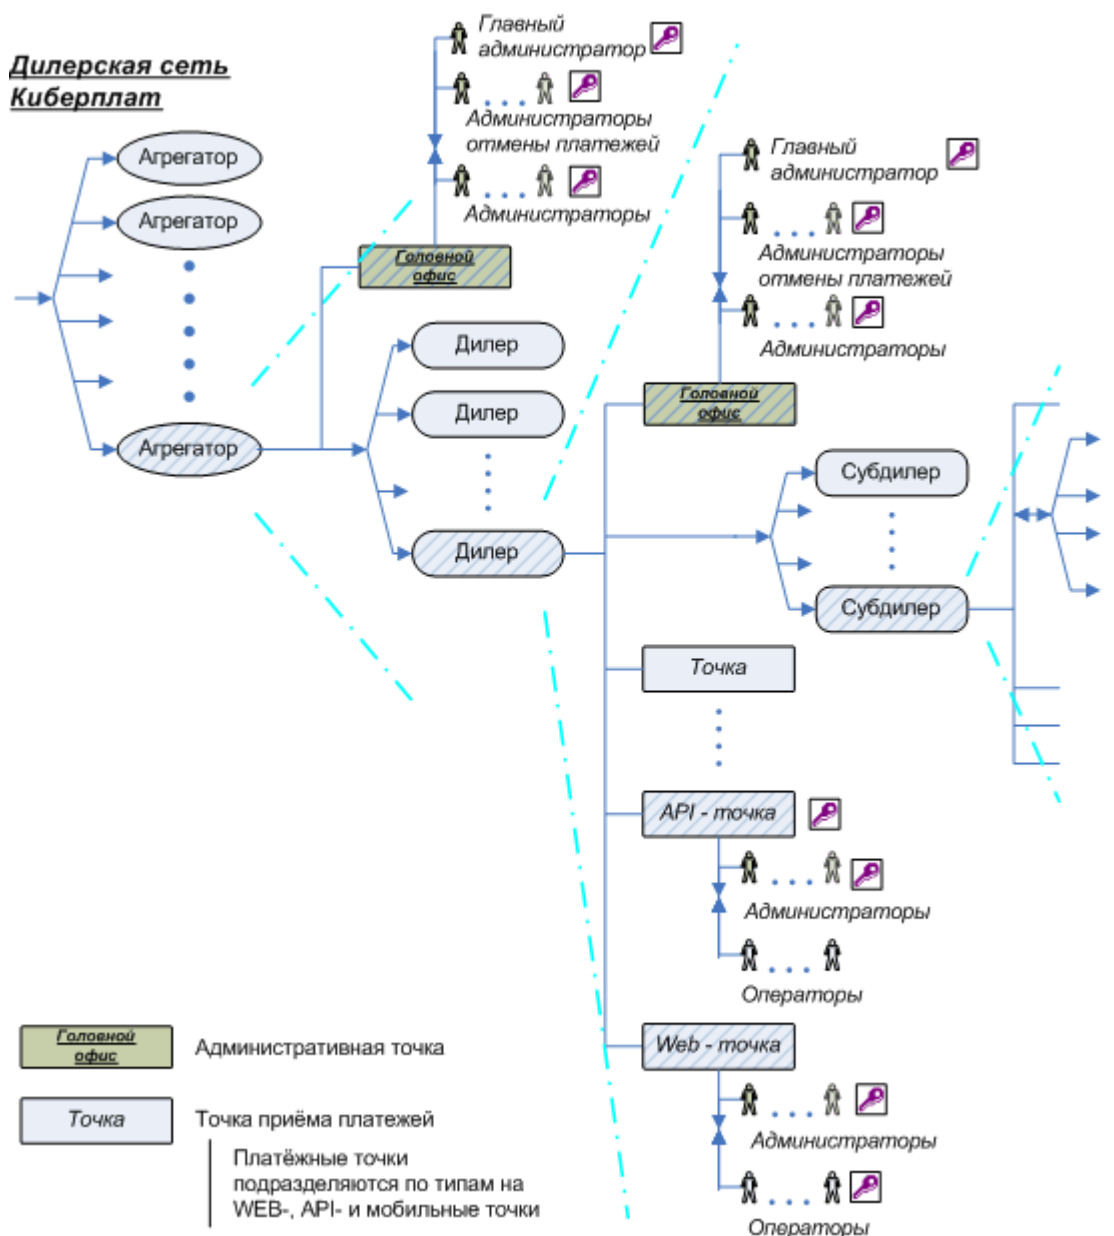 Дилерская сеть
Киберплат
Агрегатор
Агрегатор
Агрегатор
Главный
администратор
Администраторы
отмены платежей
Администраторы
Головной
офис
Дилер
Дилер
Дилер
Главный
администратор
Администраторы
отмены платежей
Администраторы
Головной
офис
Субдилер
Субдилер
Точка
API - точка
Администраторы
Операторы
Web - точка
Администраторы
Операторы
Головной
офис
Административная точка
Точка
Точка приёма платежей
Платёжные точки
подразделяются по типам на
WEB-, API- и мобильные точки